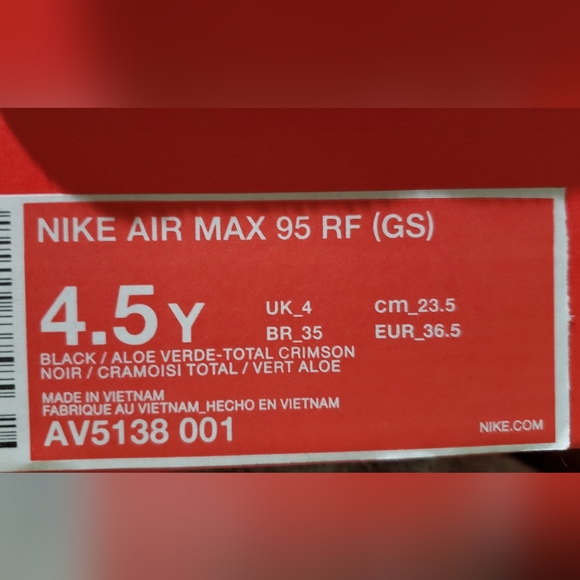 NIKE AIR MAX 95 RF (GS)
4.5Y
UK_4 cm_23.5
BR_35 EUR_36.5
BLACK / ALOE VERDE-TOTAL CRIMSON
NOIR / CRAMOISI TOTAL / VERT ALOE
MADE IN VIETNAM
FABRIQUE AU VIETNAM_HECHO EN VIETNAM
AV5138 001
NIKE.COM